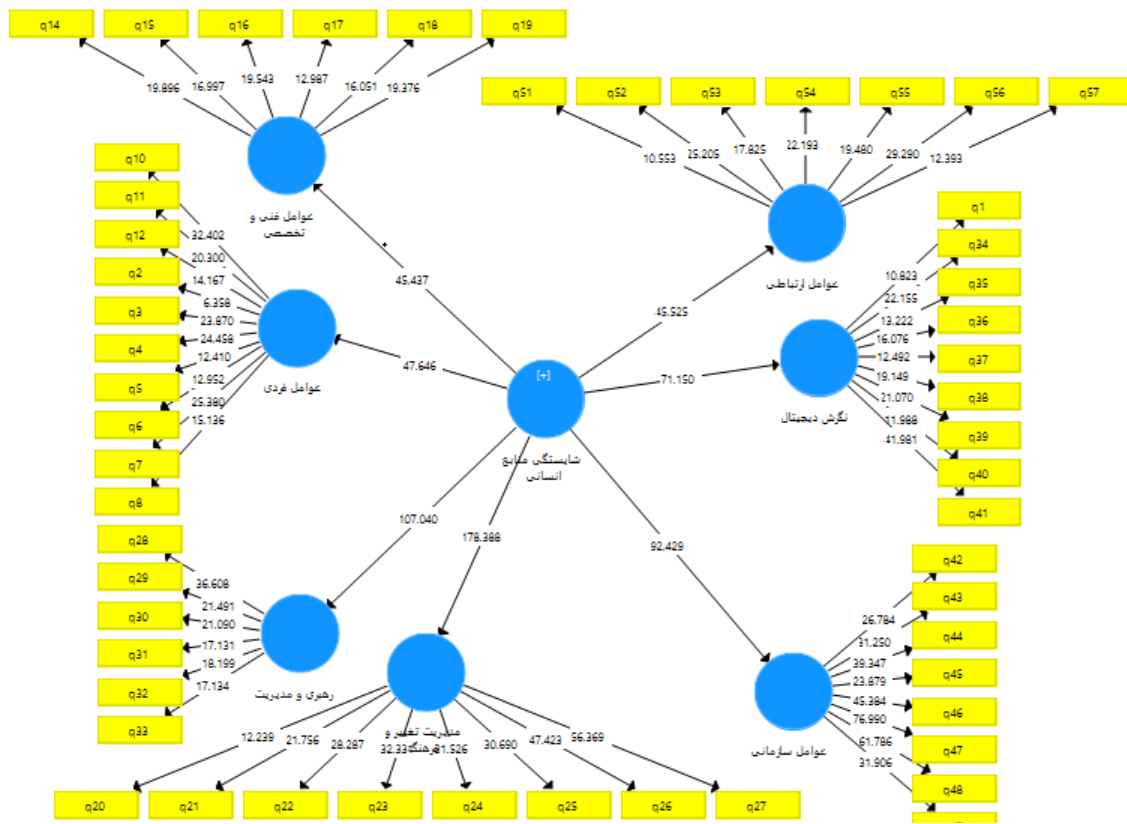 q14 q15 q16 q17 q18 q19
19.896 16.997 19.543 12.987 16.051 19.376
عوامل فنی و
تخصصی
q51 q52 q53 q54 q55 q56 q57
10.553 25.205 17.825 22.193 19.480 29.290 12.393
عوامل ارتباطی
q10
q11
q12
q2
q3
q4
q5
q6
q7
q8
32.402
20.300
14.167
6.358
23.870
24.458
12.410
12.952
25.380
15.136
عوامل فردی
q1
q34
q35
q36
q37
q38
q39
q40
q41
10.823
22.155
13.222
16.076
12.492
19.149
21.070
41.981
نگرش دیجیتال
45.437
45.525
47.646
71.150
[+]
شایستگی منابع
انسانی
107.040
178.388
92.429
q28
q29
q30
q31
q32
q33
36.608
21.491
21.090
17.131
18.199
17.134
رهبری و مدیریت
مدیریت تغییر و
12.239 21.756 28.287 30.690 47.423 56.369
q20 q21 q22 q23 q24 q25 q26 q27
q42
q43
q44
q45
q46
q47
q48
26.784
31.250
39.347
23.879
45.384
76.990
61.786
31.906
عوامل سازمانی